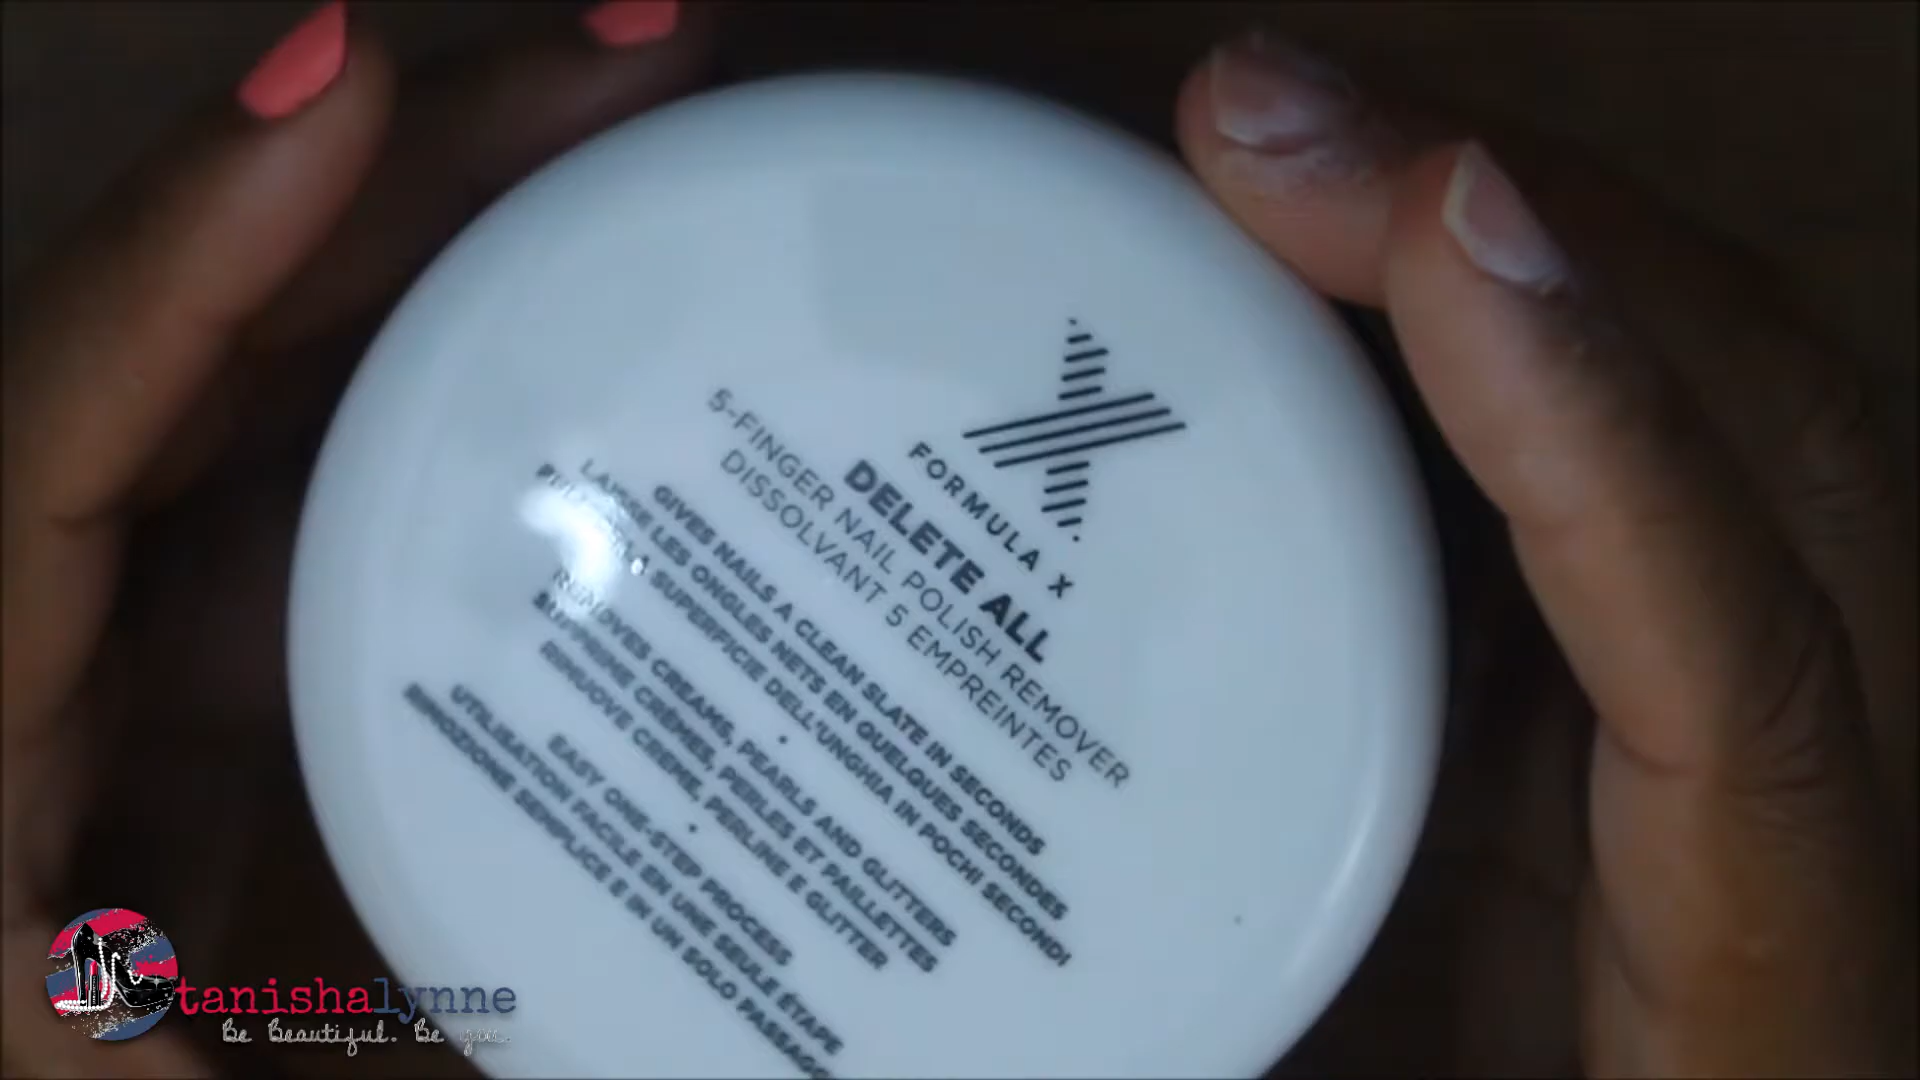 FORMULA X
DELETE ALL
5-FINGER NAIL POLISH REMOVER
DISSOLVANT 5 EMPREINTES
GIVES NAILS A CLEAN SLATE IN SECONDS
LAISSE LES ONGLES NETS EN QUELQUES SECONDES
SUPERFICIE DELL'UNGHIA IN POCHI SECONDI
REMOVES CREAMS, PEARLS AND GLITTERS
SUPPRIME CRÈMES, PERLES ET PAILLETTES
RIMUOVE CREME, PERLINE E GLITTER
EASY ONE-STEP PROCESS
UTILISATION FACILE EN UNE SEULE ÉTAPE
RIMOZIONE SEMPLICE E IN UN SOLO PASSAGG
tanishalynne
Be Beautiful. Be you.